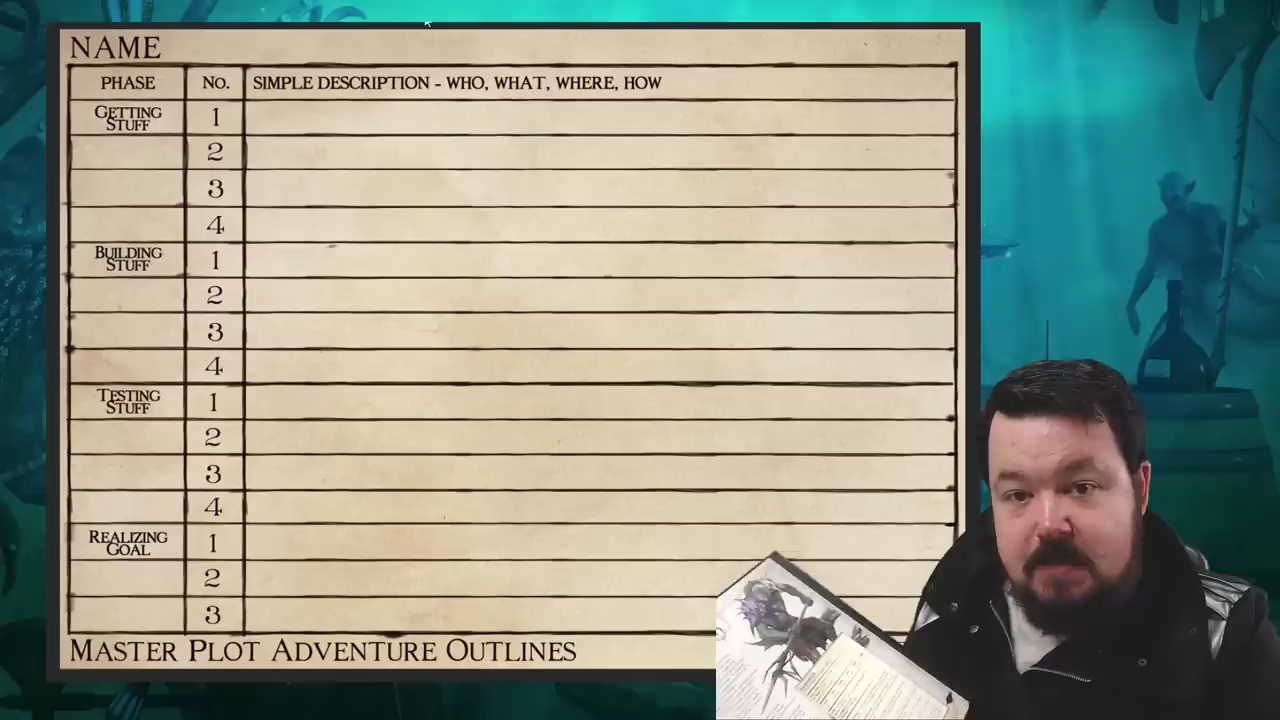 NAME
PHASE No. SIMPLE DESCRIPTION - WHO, WHAT, WHERE, HOW
GETTING
STUFF
1
2
3
4
BUILDING
STUFF
1
2
3
4
TESTING
STUFF
1
2
3
4
REALIZING
GOAL
1
2
3
MASTER PLOT ADVENTURE OUTLINES